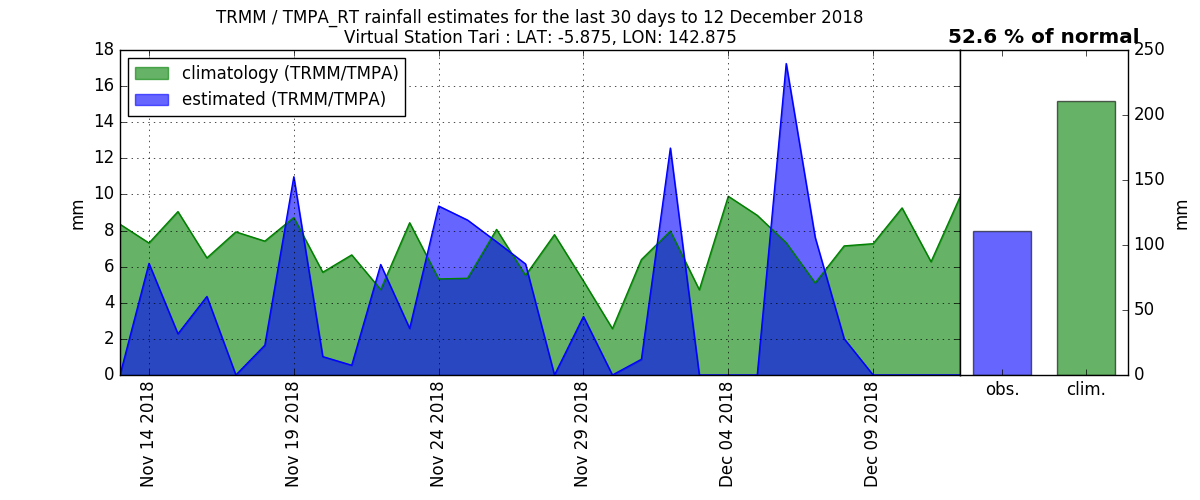 TRMM / TMPA_RT rainfall estimates for the last 30 days to 12 December 2018
Virtual Station Tari : LAT: -5.875, LON: 142.875
52.6 % of normal
climatology (TRMM/TMPA)
estimated (TRMM/TMPA)
18
16
14
12
10
8
6
4
2
0
mm
Nov 14 2018
Nov 19 2018
Nov 24 2018
Nov 29 2018
Dec 04 2018
Dec 09 2018
250
200
150
100
50
0
mm
obs.
clim.